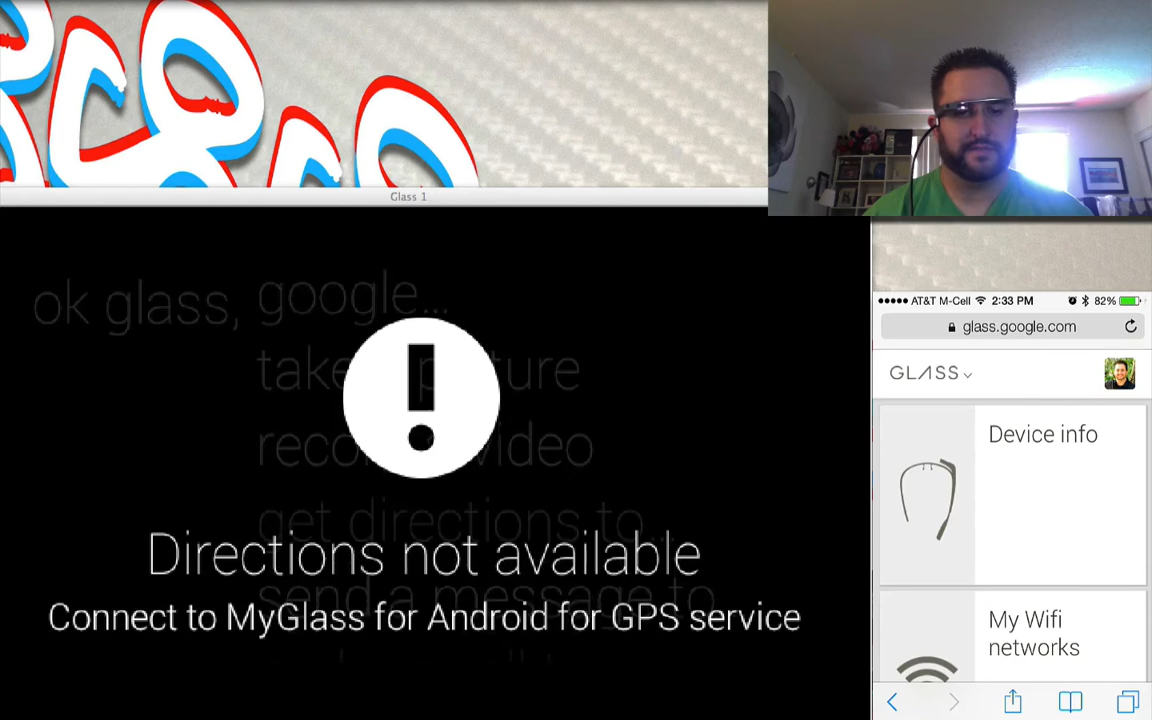 Glass 1
ok glass, google...
take a picture
record a video
get directions to...
send a message to
Directions not available
Connect to MyGlass for Android for GPS service
AT&T M-Cell 2:33 PM 82%
glass.google.com
GLASS
Device info
My Wifi
networks